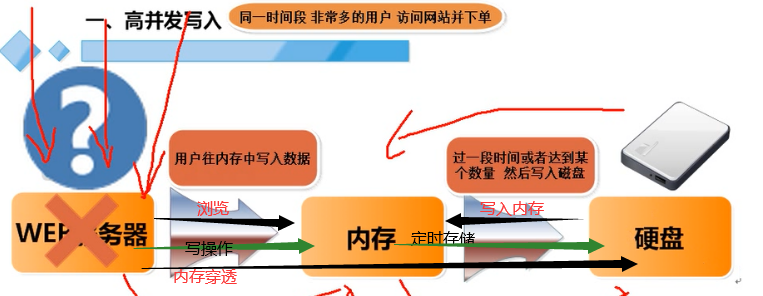 一、高并发写入
同一时间段 非常多的用户 访问网站并下单
?
用户往内存中写入数据
过一段时间或者达到某
个数量 然后写入磁盘
浏览
写入内存
WEB服务器
内存
硬盘
写操作
定时存储
内存穿透